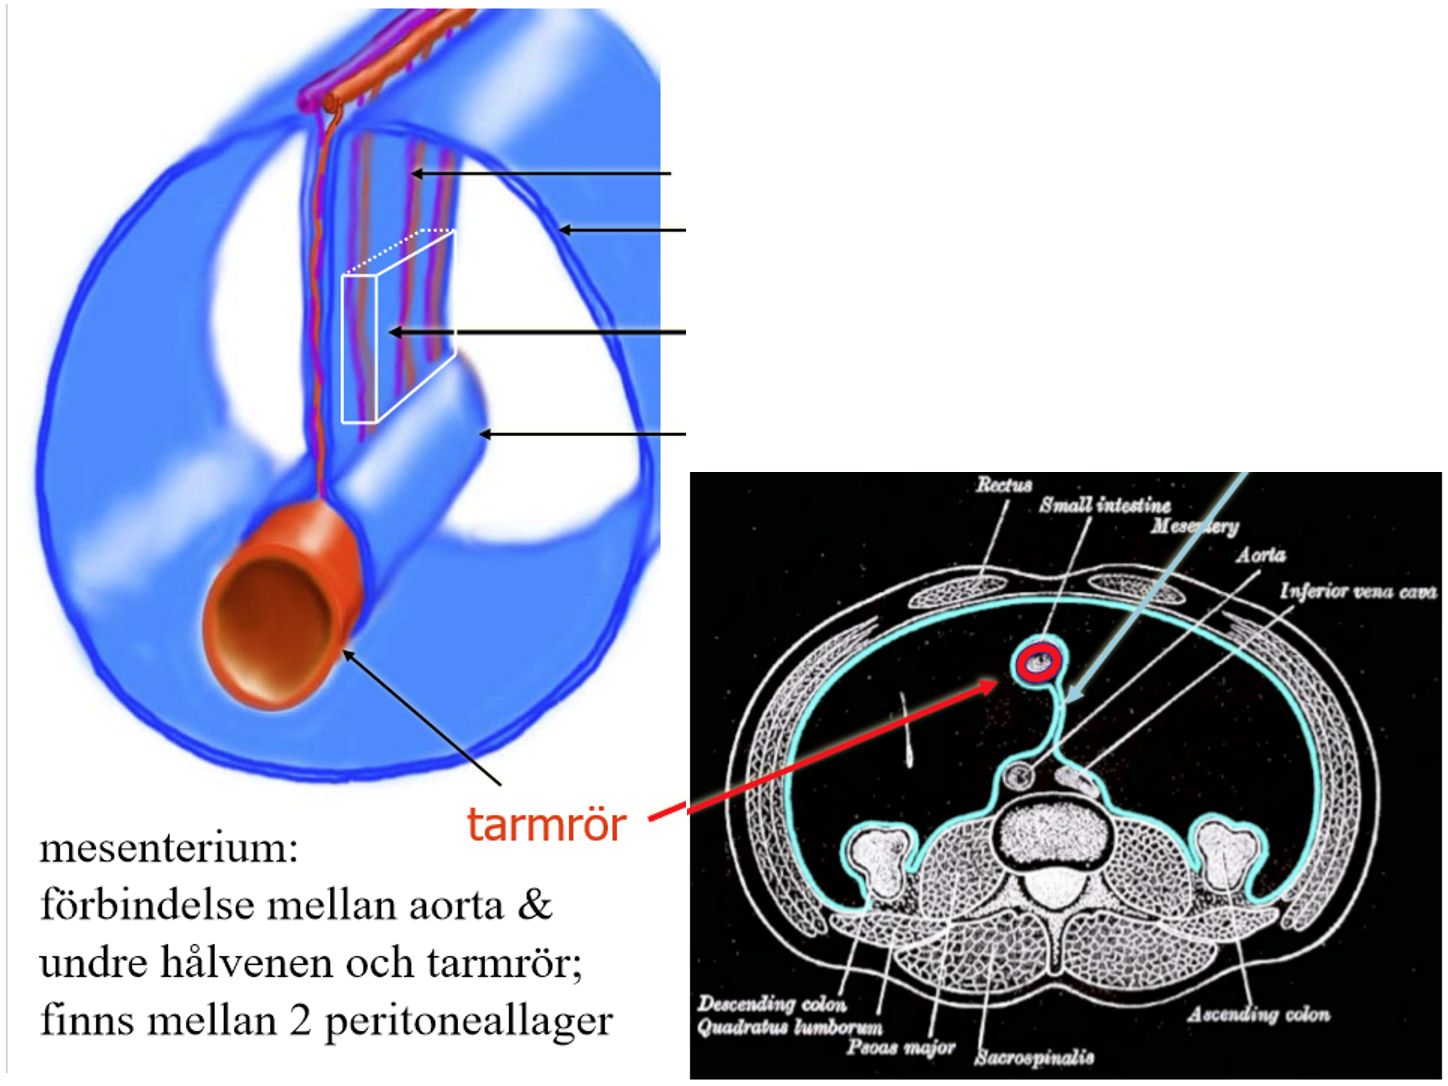 Rectus
Small intestine
Mesentery
Aorta
Inferior vena cava
tarmrör
mesenterium:
förbindelse mellan aorta &
undre hålvenen och tarmrör;
finns mellan 2 peritoneallager
Descending colon
Quadratus lumborum
Psoas major
Sacrospinalis
Ascending colon